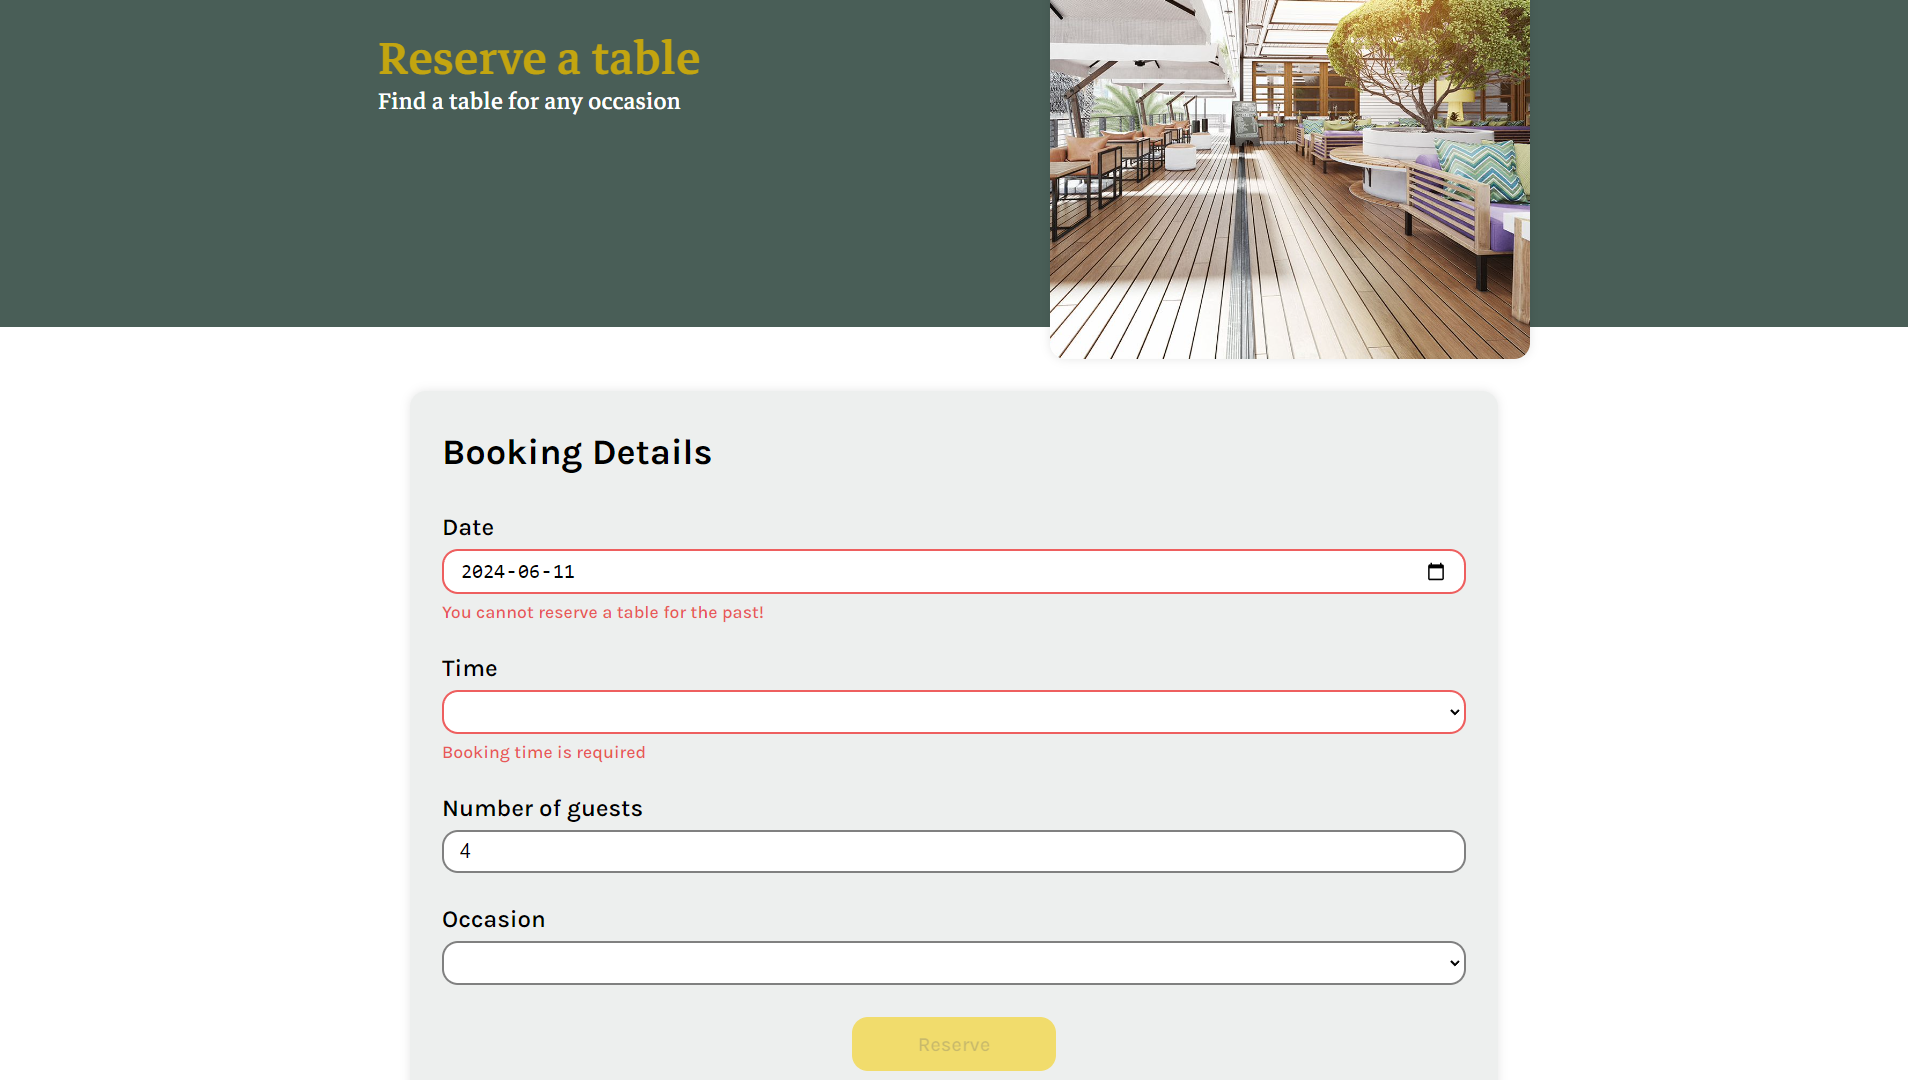 Reserve a table
Find a table for any occasion
Booking Details
Date
2024-06-11
You cannot reserve a table for the past!
Time
Booking time is required
Number of guests
4
Occasion
Reserve